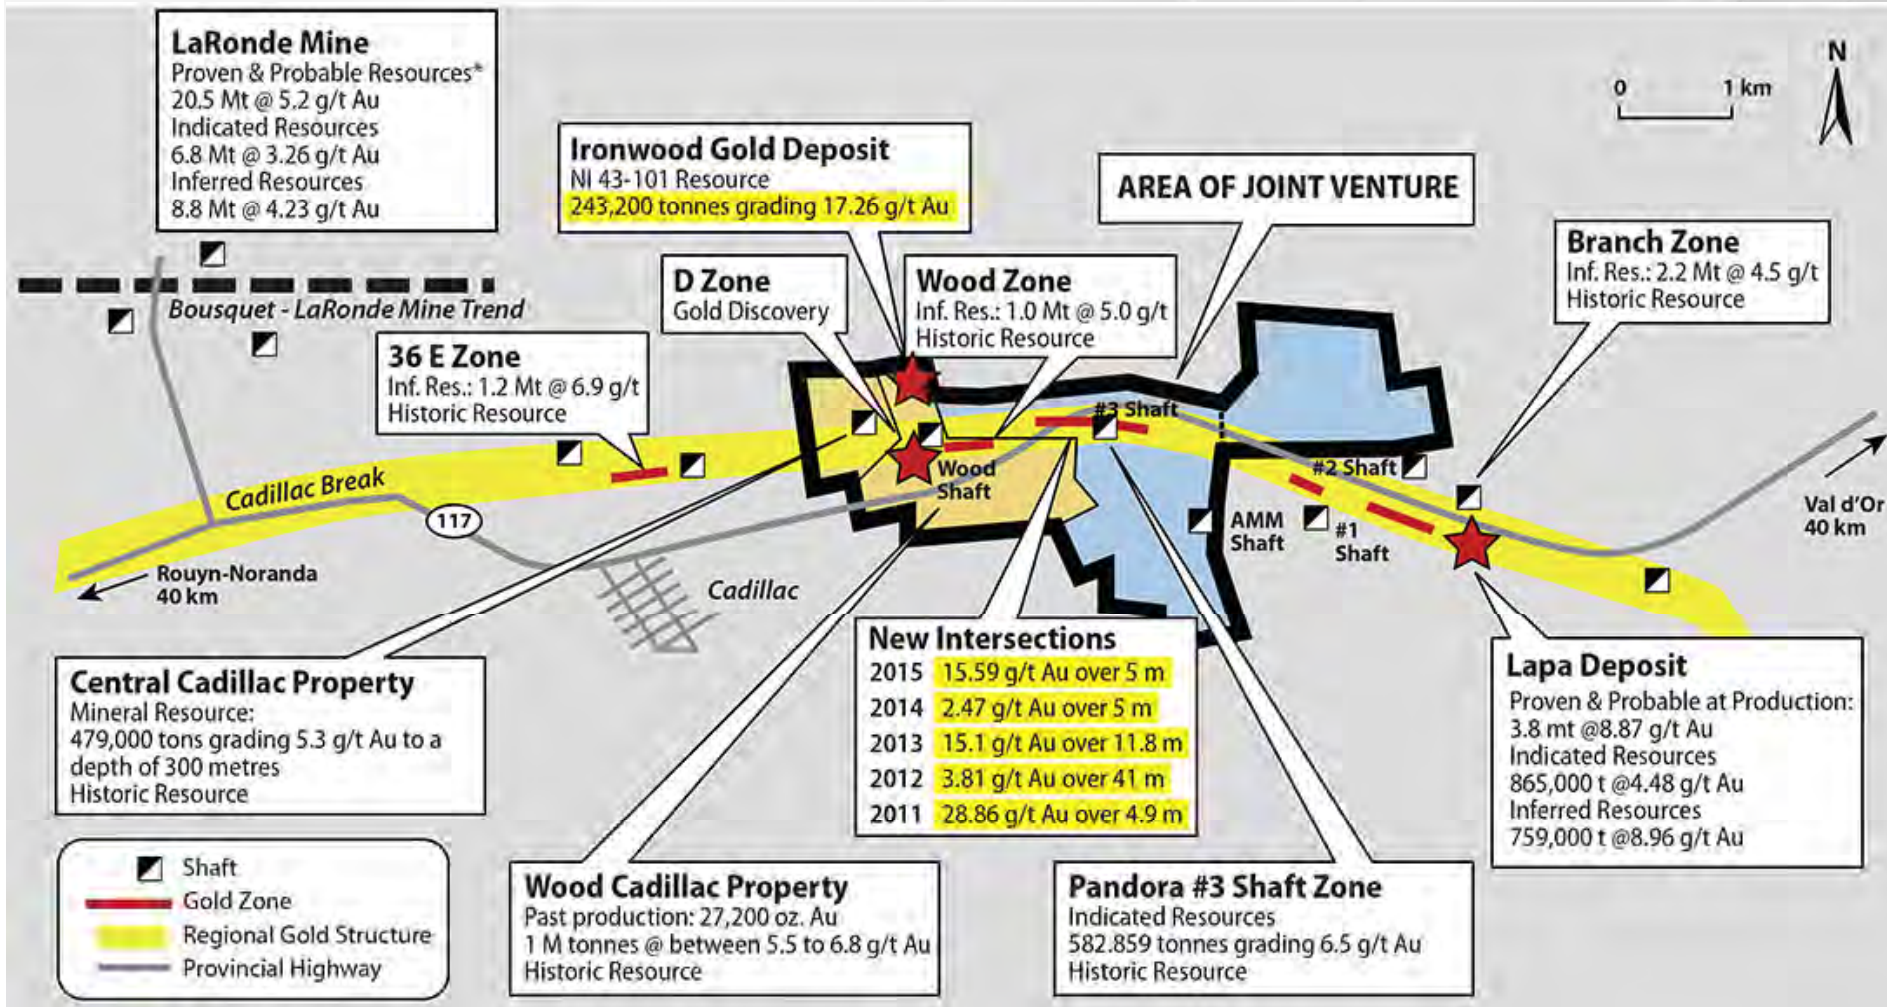 LaRonde Mine
Proven & Probable Resources*
20.5 Mt @ 5.2 g/t Au
Indicated Resources
6.8 Mt @ 3.26 g/t Au
Inferred Resources
8.8 Mt @ 4.23 g/t Au
Ironwood Gold Deposit
NI 43-101 Resource
243,200 tonnes grading 17.26 g/t Au
AREA OF JOINT VENTURE
0 1 km
N
Branch Zone
Inf. Res.: 2.2 Mt @ 4.5 g/t
Historic Resource
D Zone
Gold Discovery
Wood Zone
Inf. Res.: 1.0 Mt @ 5.0 g/t
Historic Resource
Bousquet - LaRonde Mine Trend
36 E Zone
Inf. Res.: 1.2 Mt @ 6.9 g/t
Historic Resource
#3 Shaft
Wood
Shaft
#2 Shaft
Cadillac Break
117
AMM
Shaft
#1
Shaft
Val d'Or
40 km
Rouyn-Noranda
40 km
Cadillac
Central Cadillac Property
Mineral Resource:
479,000 tons grading 5.3 g/t Au to a
depth of 300 metres
Historic Resource
New Intersections
2015 15.59 g/t Au over 5 m
2014 2.47 g/t Au over 5 m
2013 15.1 g/t Au over 11.8 m
2012 3.81 g/t Au over 41 m
2011 28.86 g/t Au over 4.9 m
Lapa Deposit
Proven & Probable at Production:
3.8 mt @8.87 g/t Au
Indicated Resources
865,000 t @4.48 g/t Au
Inferred Resources
759,000 t @8.96 g/t Au
Shaft
Gold Zone
Regional Gold Structure
Provincial Highway
Wood Cadillac Property
Past production: 27,200 oz. Au
1 M tonnes @ between 5.5 to 6.8 g/t Au
Historic Resource
Pandora #3 Shaft Zone
Indicated Resources
582.859 tonnes grading 6.5 g/t Au
Historic Resource